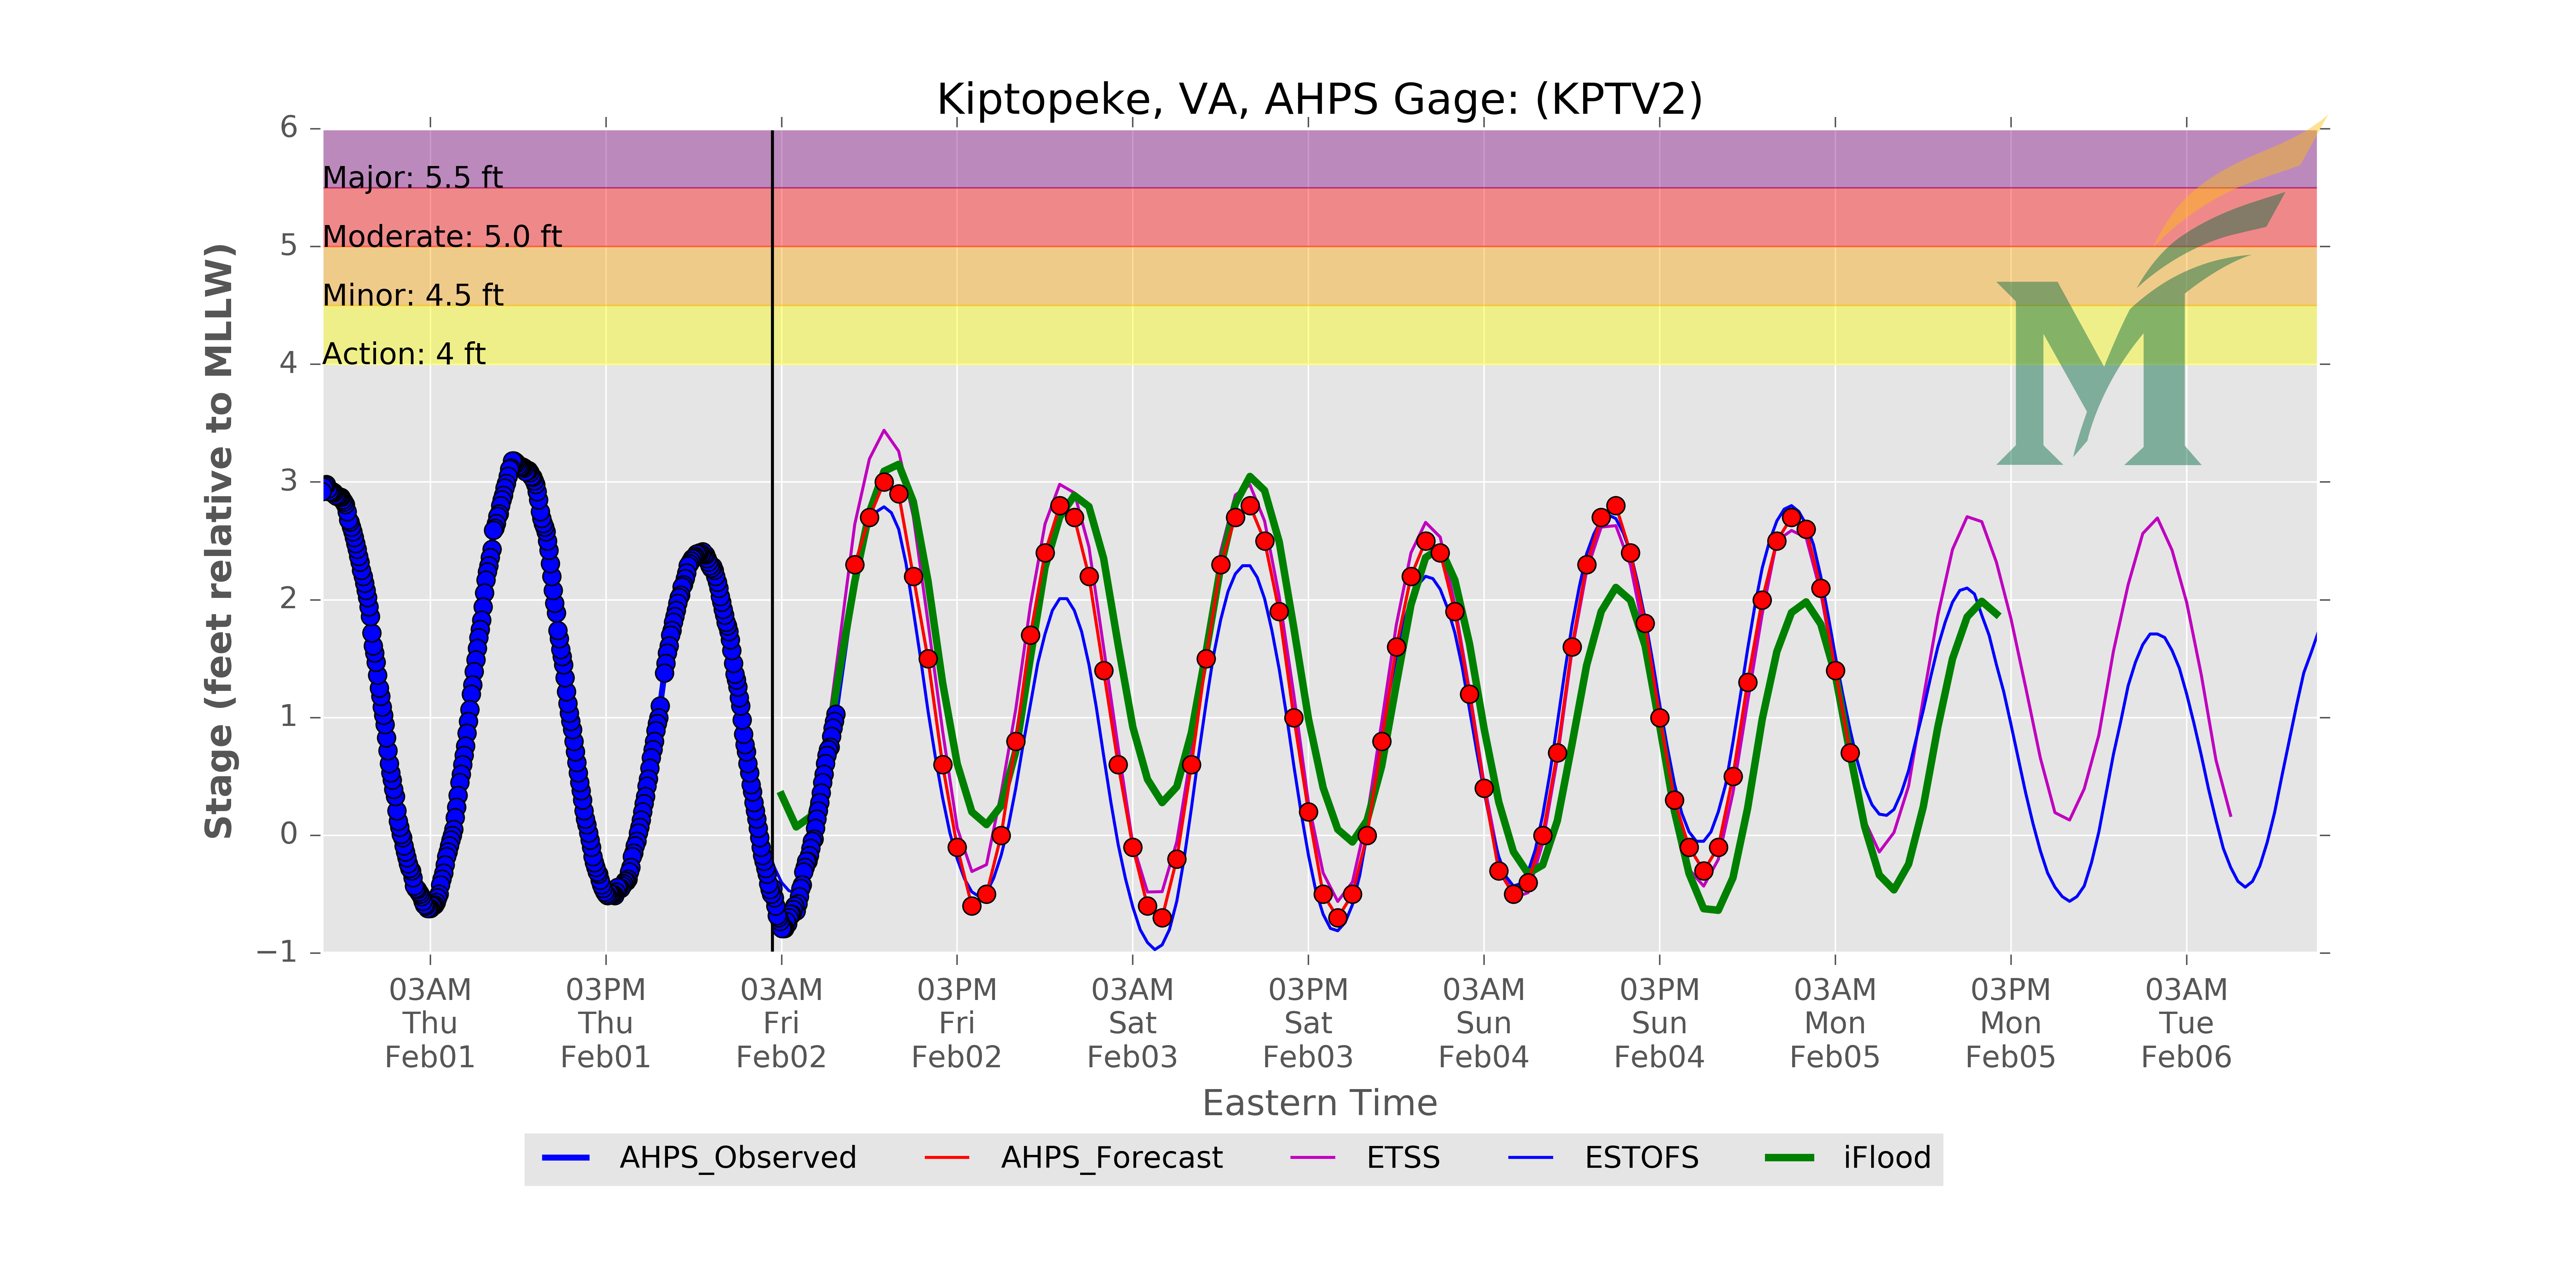 Kiptopeke, VA, AHPS Gage: (KPTV2)
Stage (feet relative to MLLW)
6
5
4
3
2
1
0
−1
Major: 5.5 ft
Moderate: 5.0 ft
Minor: 4.5 ft
Action: 4 ft
M
03AM
Thu
Feb01
03PM
Thu
Feb01
03AM
Fri
Feb02
03PM
Fri
Feb02
03AM
Sat
Feb03
03PM
Sat
Feb03
03AM
Sun
Feb04
03PM
Sun
Feb04
03AM
Mon
Feb05
03PM
Mon
Feb05
03AM
Tue
Feb06
Eastern Time
AHPS_Observed
AHPS_Forecast
ETSS
ESTOFS
iFlood